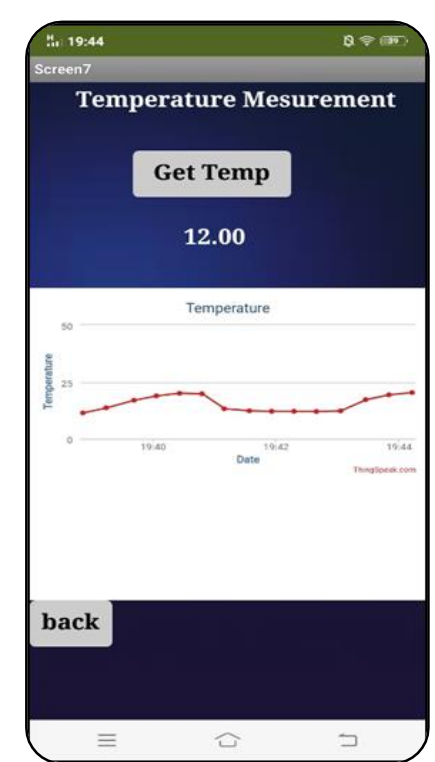 19:44
39
Screen7
Temperature Mesurement
Get Temp
12.00
Temperature
50
Temperature
25
0
19:40 19:42 19:44
Date
ThingSpeak.com
back